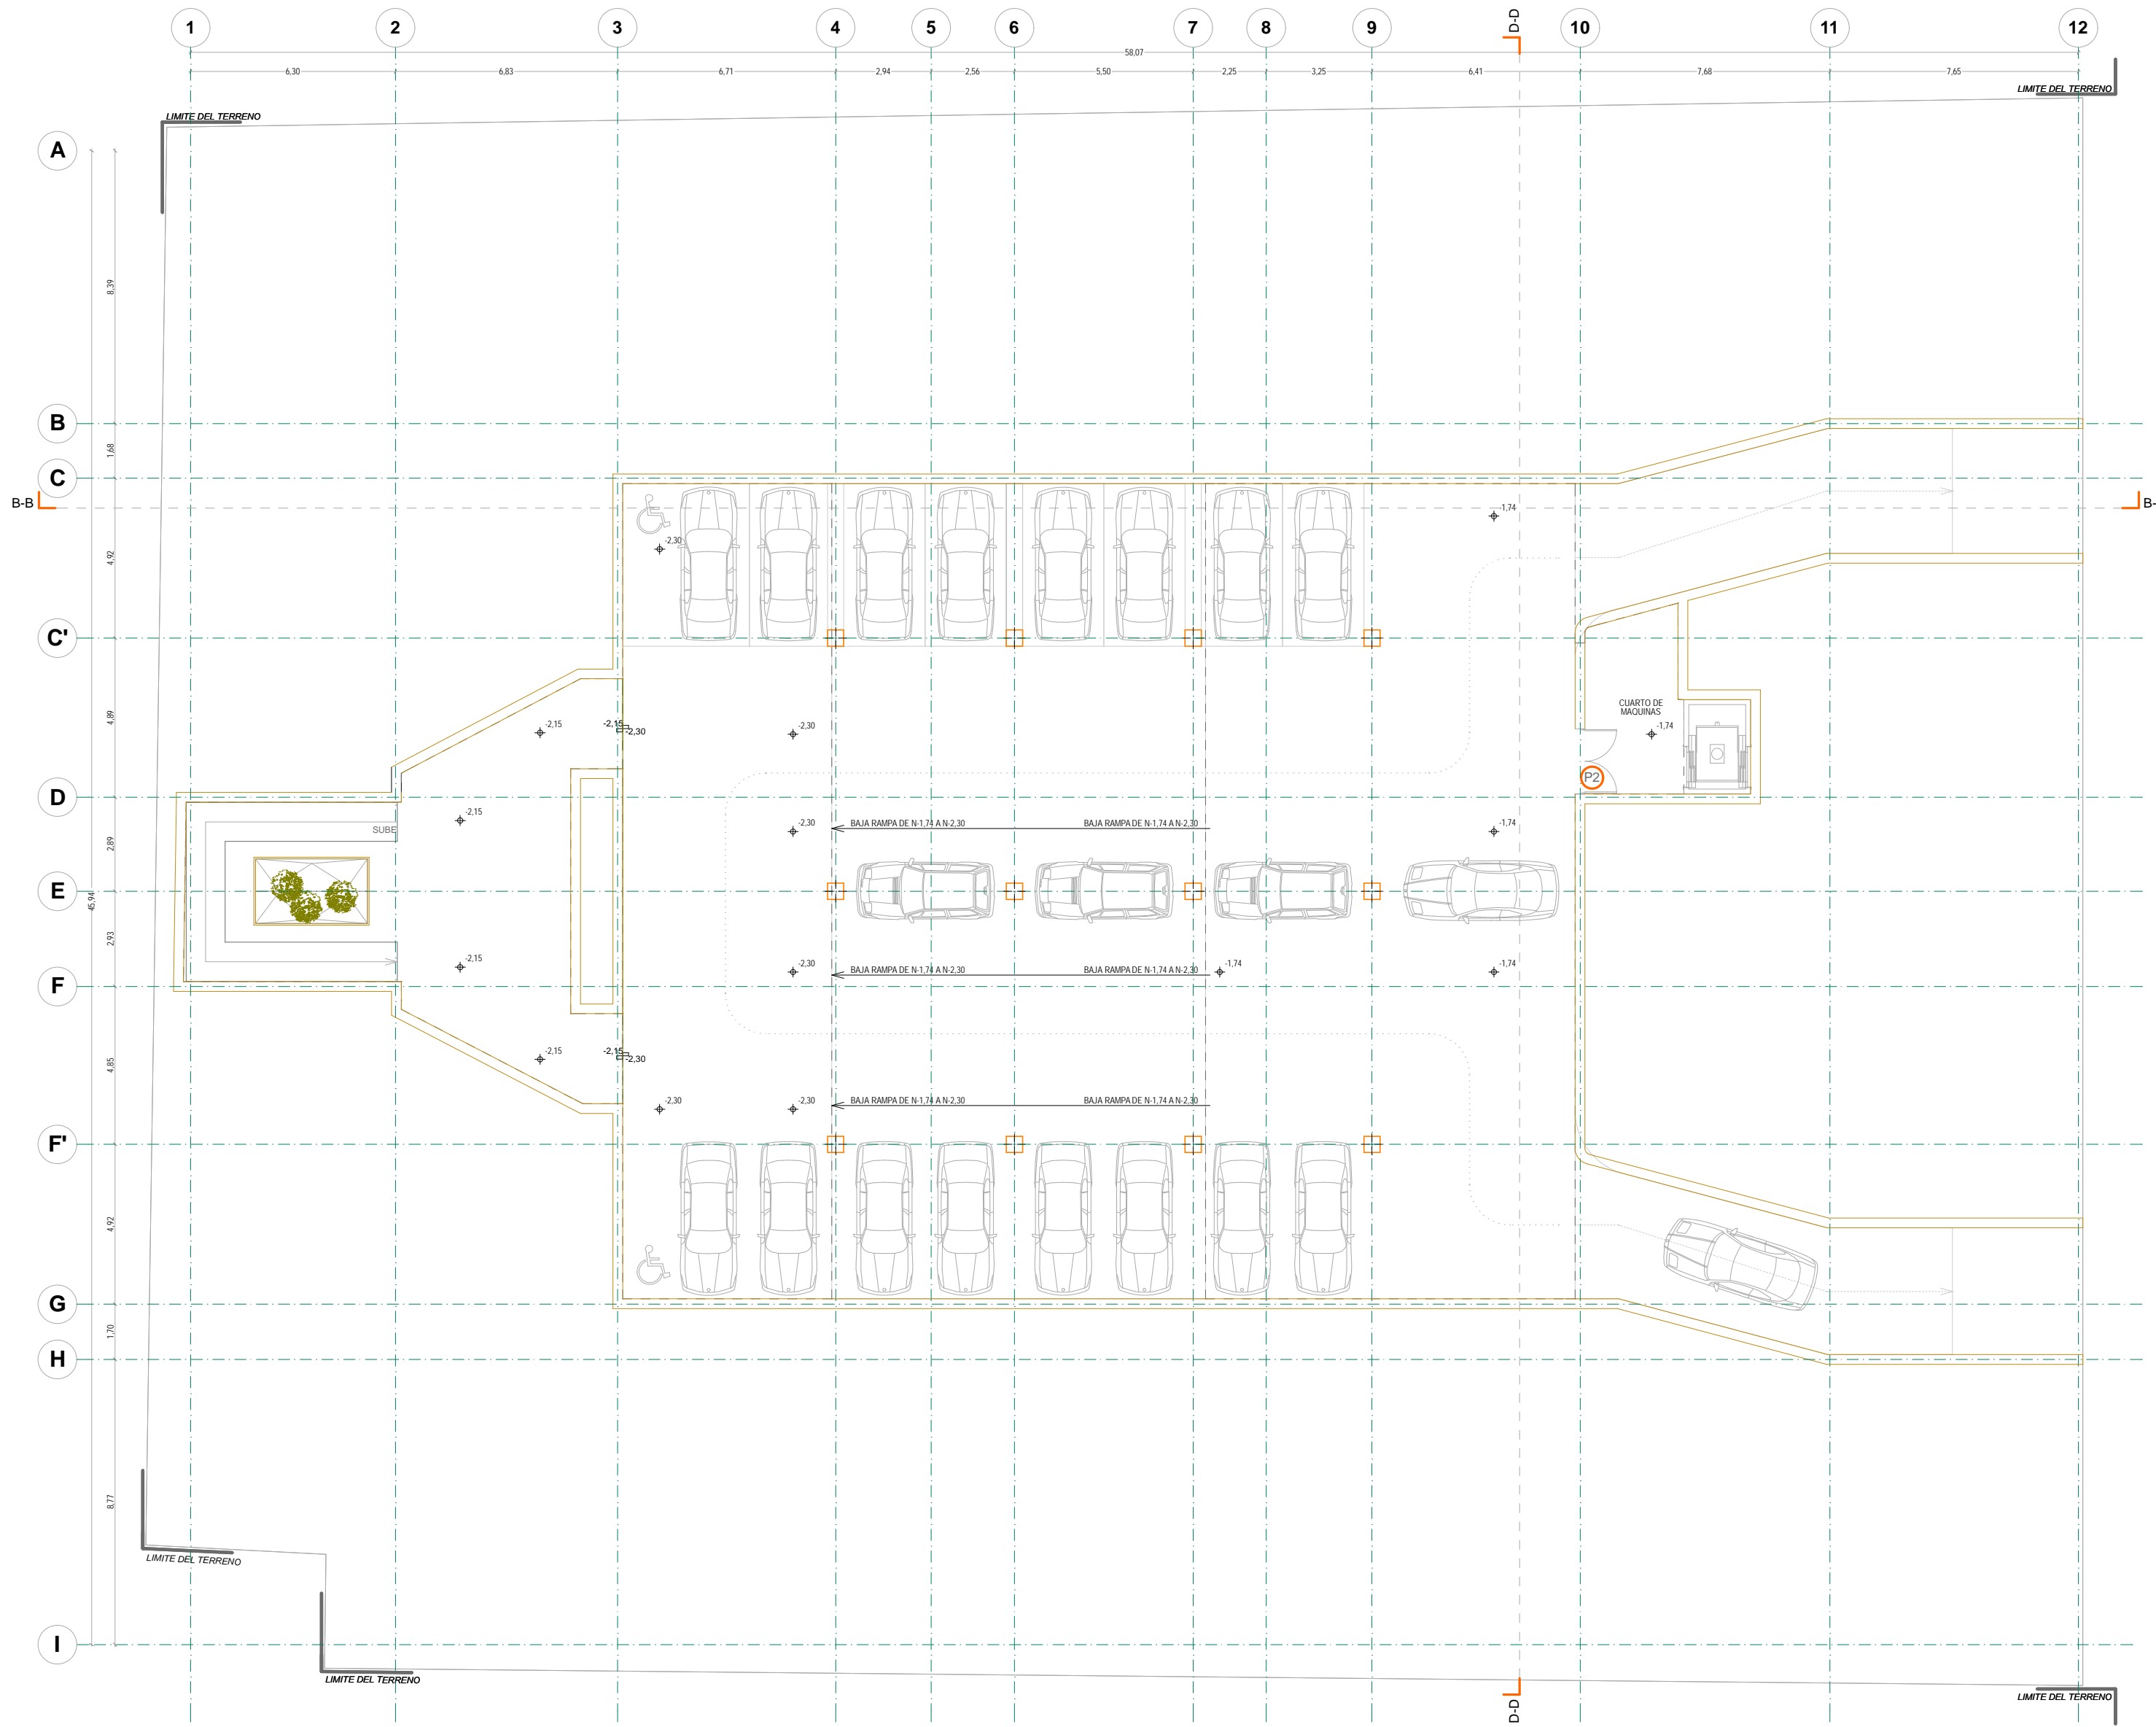 1 2 3 4 5 6 7 8 9 10 11 12
D-D
58,07
6,30 6,83 6,71 2,94 2,56 5,50 2,25 3,25 6,41 7,68 7,65
LIMITE DEL TERRENO
LIMITE DEL TERRENO
A
8,39
B
1,68
C
B-B
B-
-1,74
-2,30
4,92
C'
CUARTO DE
MAQUINAS
4,89
-2,15
-2,15
-2,30
-2,30
-1,74
P2
D
-2,15
SUBE
-2,30
BAJA RAMPA DE N-1,74 A N-2,30
BAJA RAMPA DE N-1,74 A N-2,30
-1,74
2,89
E
45,94
2,93
-2,15
-2,30
BAJA RAMPA DE N-1,74 A N-2,30
BAJA RAMPA DE N-1,74 A N-2,30
-1,74
-1,74
F
4,85
-2,15
-2,15
-2,30
-2,30
-2,30
BAJA RAMPA DE N-1,74 A N-2,30
BAJA RAMPA DE N-1,74 A N-2,30
F'
4,92
G
1,70
H
8,77
LIMITE DEL TERRENO
I
LIMITE DEL TERRENO
D-D
LIMITE DEL TERRENO